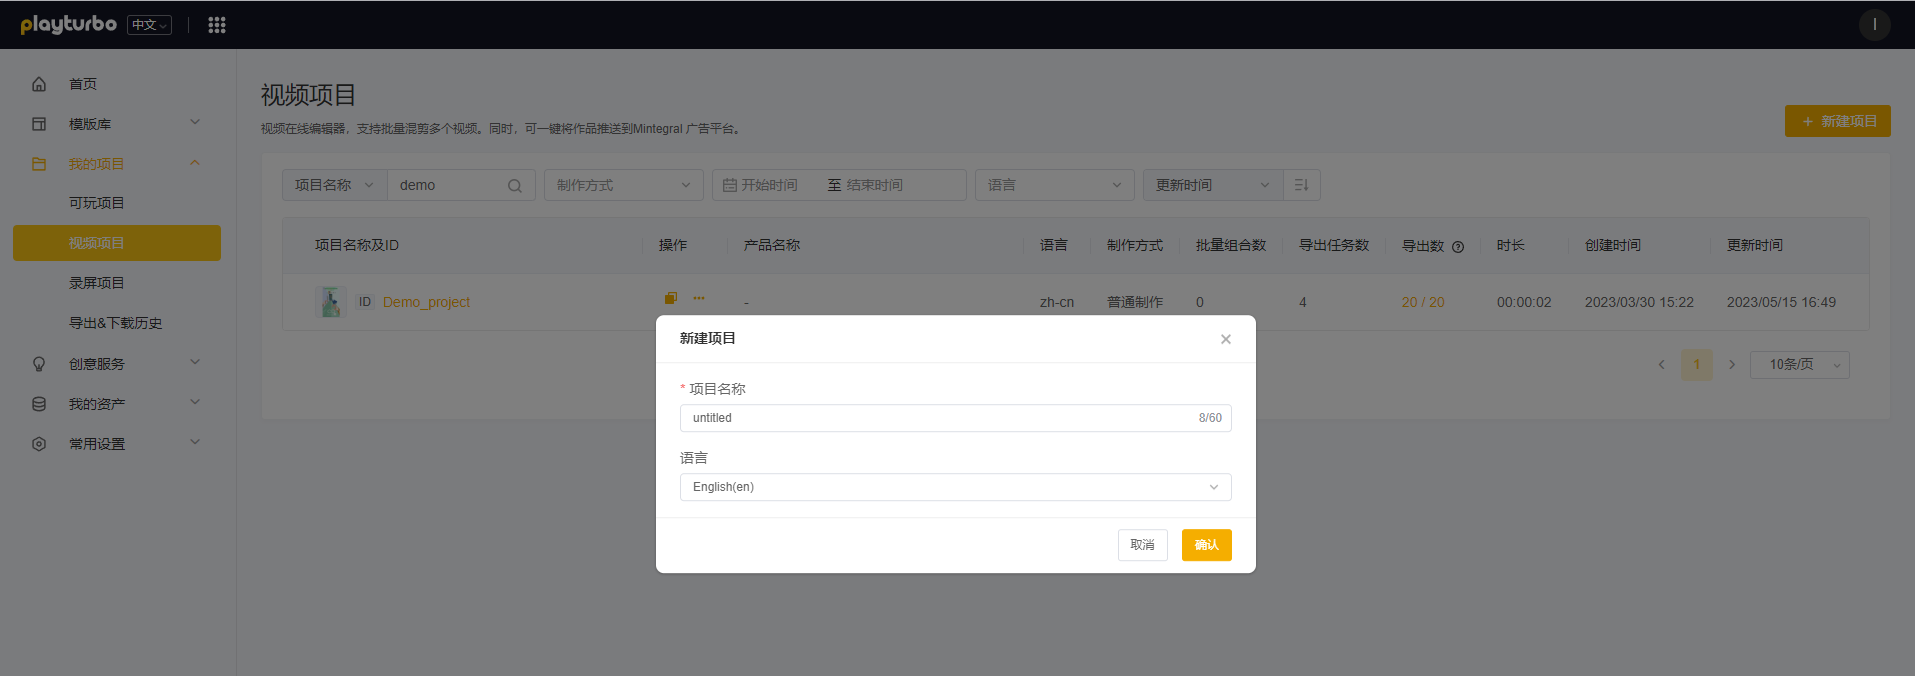 playturbo 中文
I
首页
模版库
我的项目
可玩项目
视频项目
录屏项目
导出&下载历史
创意服务
我的资产
常用设置
视频项目
视频在线编辑器，支持批量混剪多个视频。同时，可一键将作品推送到Mintegral 广告平台。
+ 新建项目
项目名称 demo 制作方式 开始时间 至 结束时间 语言 更新时间
项目名称及ID 操作 产品名称 语言 制作方式 批量组合数 导出任务数 导出数 时长 创建时间 更新时间
ID Demo_project ··· - zh-cn 普通制作 0 4 20 / 20 00:00:02 2023/03/30 15:22 2023/05/15 16:49
1 10条/页
新建项目
* 项目名称
untitled 8/60
语言
English(en)
取消 确认